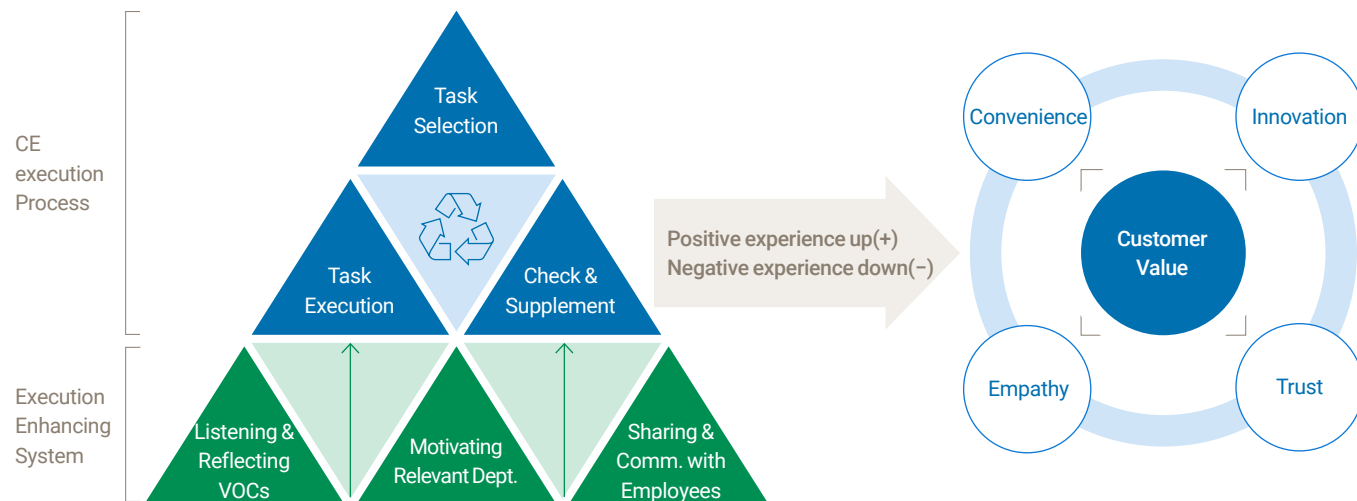 CE
execution
Process
Task
Selection
Task
Execution
Check &
Supplement
Execution
Enhancing
System
Listening &
Reflecting
VOCs
Motivating
Relevant Dept.
Sharing &
Comm. with
Employees
Positive experience up(+)
Negative experience down(−)
Convenience
Innovation
Customer
Value
Empathy
Trust